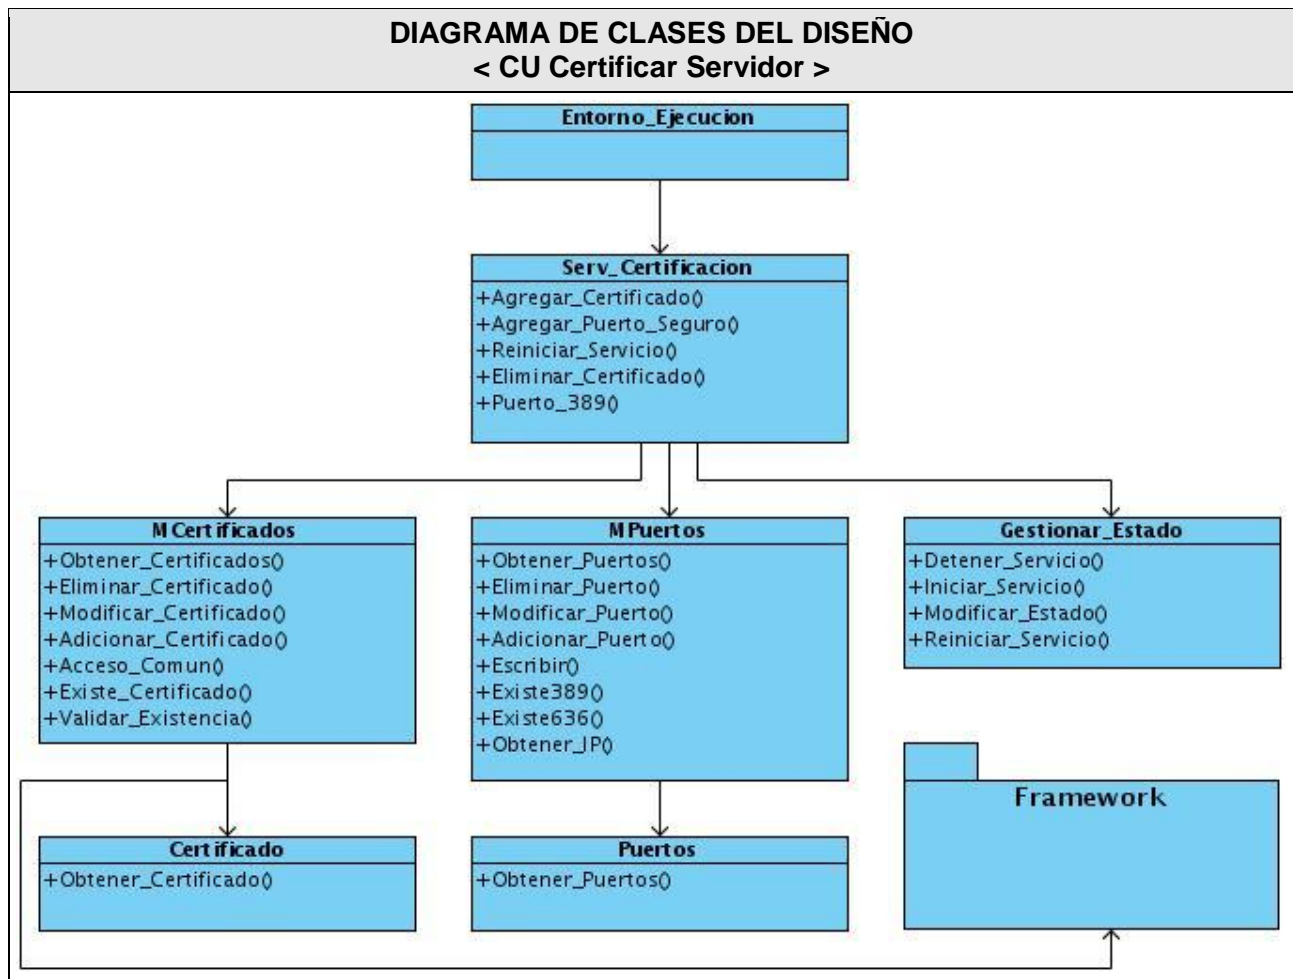 DIAGRAMA DE CLASES DEL DISEÑO
< CU Certificar Servidor >
Entorno_Ejecucion
Serv_Certificacion
+Agregar_Certificado()
+Agregar_Puerto_Seguro()
+Reiniciar_Servicio()
+Eliminar_Certificado()
+Puerto_389()
MCertificados
+Obtener_Certificados()
+Eliminar_Certificado()
+Modificar_Certificado()
+Adicionar_Certificado()
+Acceso_Comun()
+Existe_Certificado()
+Validar_Existencia()
MPuertos
+Obtener_Puertos()
+Eliminar_Puerto()
+Modificar_Puerto()
+Adicionar_Puerto()
+Escribir()
+Existe389()
+Existe636()
+Obtener_IP()
Gestionar_Estado
+Detener_Servicio()
+Iniciar_Servicio()
+Modificar_Estado()
+Reiniciar_Servicio()
Certificado
+Obtener_Certificado()
Puertos
+Obtener_Puertos()
Framework